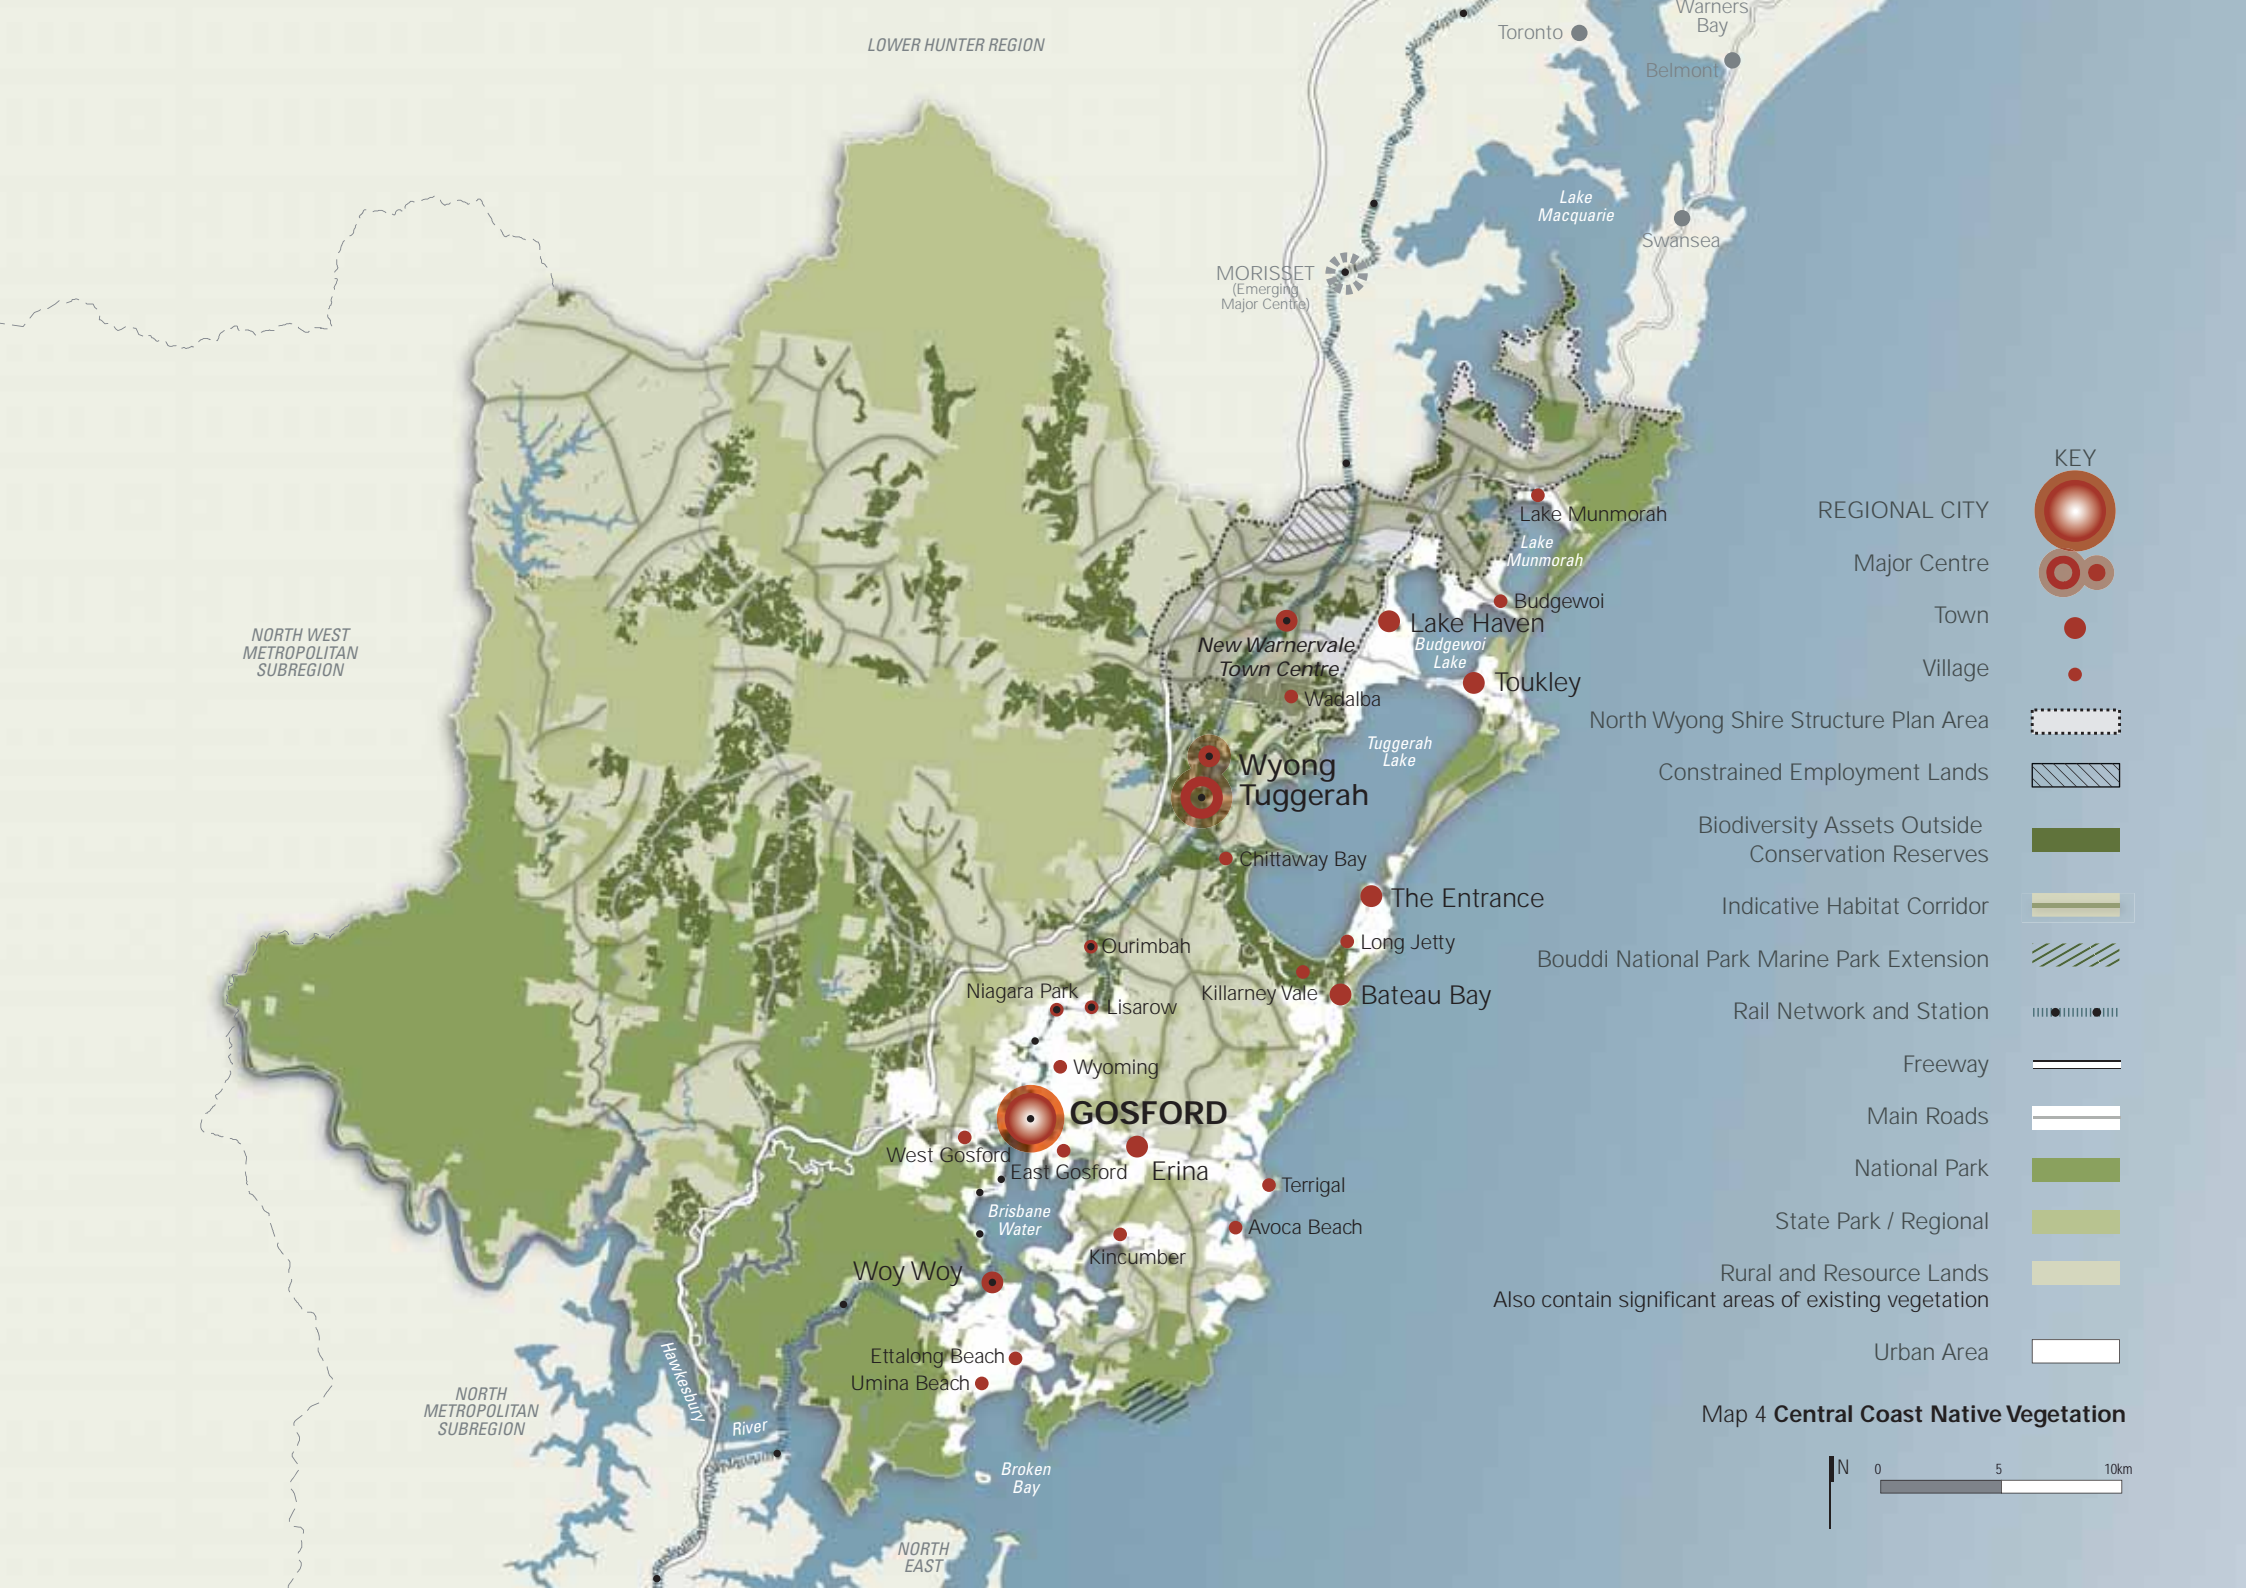 Warners
Bay
Toronto
LOWER HUNTER REGION
Belmont
Lake
Macquarie
Swansea
MORISSET
(Emerging
Major Centre)
KEY
REGIONAL CITY
Lake Munmorah
Lake
Munmorah
Major Centre
Budgewoi
Town
Lake Haven
NORTH WEST
METROPOLITAN
SUBREGION
New Warnervale
Town Centre
Budgewoi
Lake
Village
Toukley
Wadalba
North Wyong Shire Structure Plan Area
Tuggerah
Lake
Wyong
Tuggerah
Constrained Employment Lands
Biodiversity Assets Outside
Conservation Reserves
Chittaway Bay
The Entrance
Indicative Habitat Corridor
Ourimbah
Long Jetty
Bouddi National Park Marine Park Extension
Niagara Park
Killarney Vale
Bateau Bay
Lisarow
Rail Network and Station
Wyoming
Freeway
GOSFORD
Main Roads
West Gosford
East Gosford
Erina
National Park
Terrigal
Brisbane
Water
Avoca Beach
State Park / Regional
Kincumber
Woy Woy
Rural and Resource Lands
Also contain significant areas of existing vegetation
Ettalong Beach
Urban Area
Umina Beach
Hawkesbury
River
NORTH
METROPOLITAN
SUBREGION
Map 4 Central Coast Native Vegetation
Broken
Bay
N
0 5 10km
NORTH
EAST